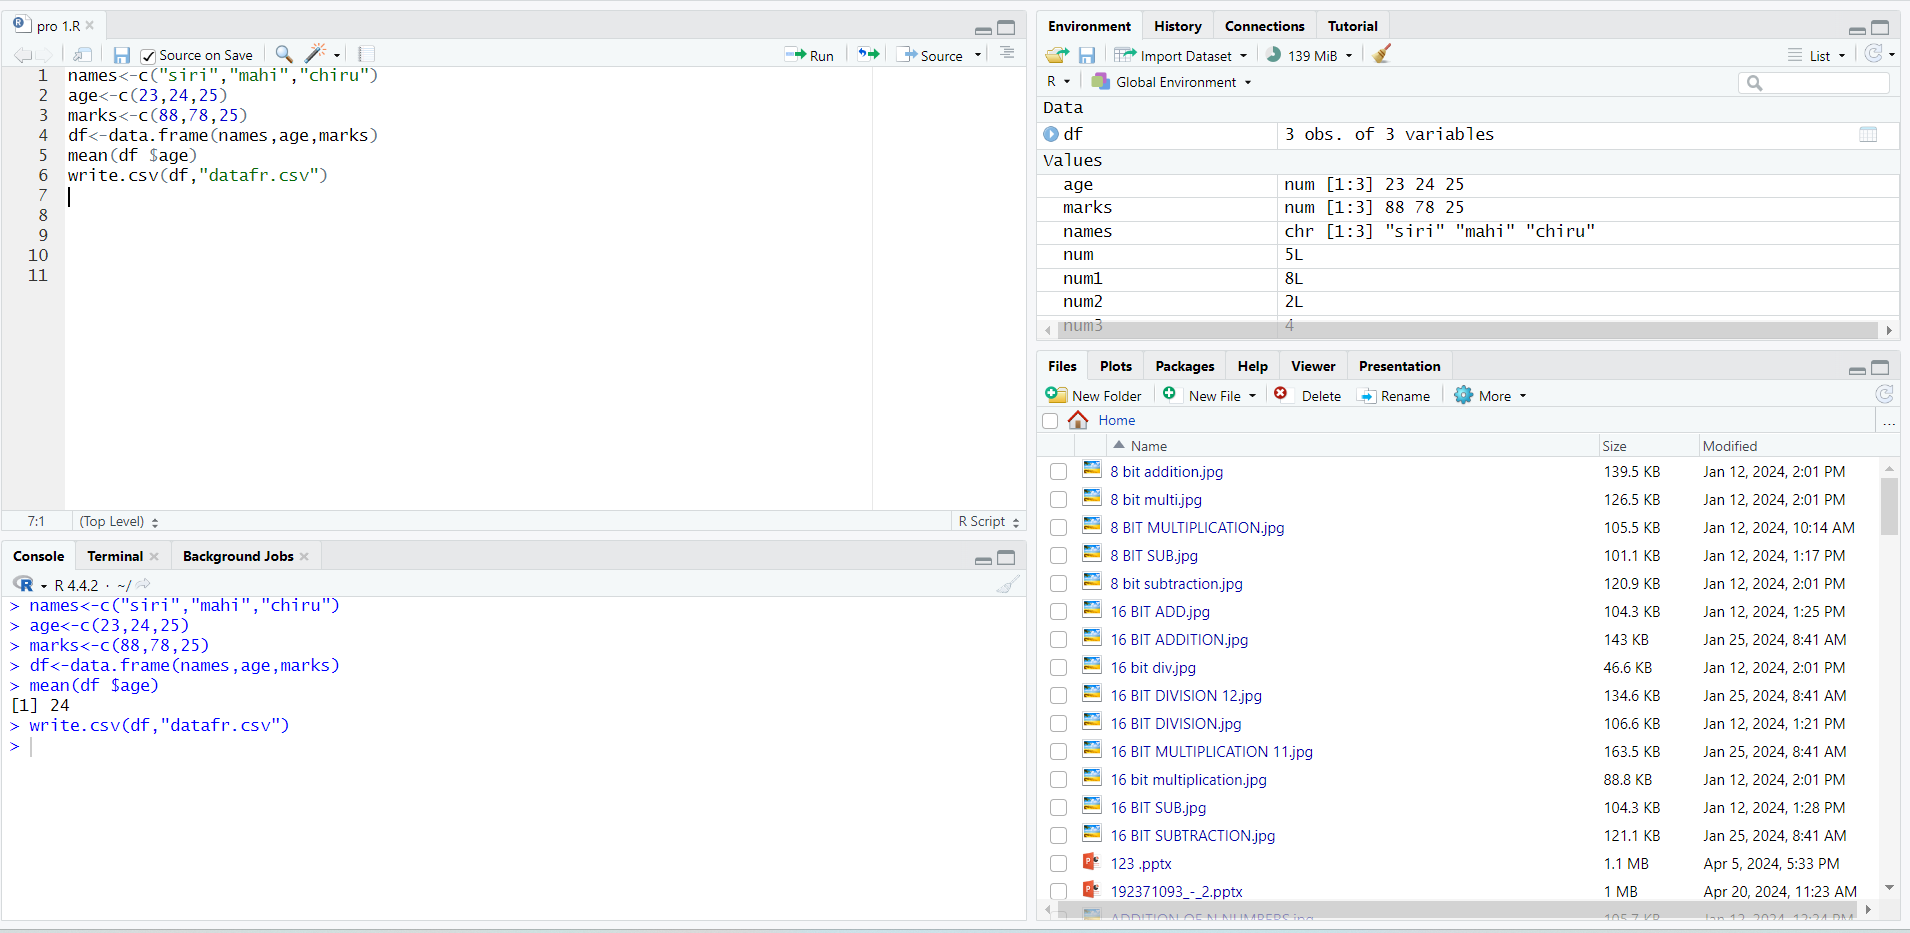 pro 1.R
Source on Save
Run
Source
1 names<-c("siri","mahi","chiru")
2 age<-c(23,24,25)
3 marks<-c(88,78,25)
4 df<-data.frame(names,age,marks)
5 mean(df $age)
6 write.csv(df,"datafr.csv")
7
8
9
10
11
7:1 (Top Level) R Script
Console Terminal Background Jobs
R R 4.4.2 · ~/
> names<-c("siri","mahi","chiru")
> age<-c(23,24,25)
> marks<-c(88,78,25)
> df<-data.frame(names,age,marks)
> mean(df $age)
[1] 24
> write.csv(df,"datafr.csv")
>
Environment History Connections Tutorial
Import Dataset 139 MiB List
R Global Environment
Data
df 3 obs. of 3 variables
Values
age num [1:3] 23 24 25
marks num [1:3] 88 78 25
names chr [1:3] "siri" "mahi" "chiru"
num 5L
num1 8L
num2 2L
num3 4
Files Plots Packages Help Viewer Presentation
New Folder New File Delete Rename More
Home ...
Name Size Modified
8 bit addition.jpg 139.5 KB Jan 12, 2024, 2:01 PM
8 bit multi.jpg 126.5 KB Jan 12, 2024, 2:01 PM
8 BIT MULTIPLICATION.jpg 105.5 KB Jan 12, 2024, 10:14 AM
8 BIT SUB.jpg 101.1 KB Jan 12, 2024, 1:17 PM
8 bit subtraction.jpg 120.9 KB Jan 12, 2024, 2:01 PM
16 BIT ADD.jpg 104.3 KB Jan 12, 2024, 1:25 PM
16 BIT ADDITION.jpg 143 KB Jan 25, 2024, 8:41 AM
16 bit div.jpg 46.6 KB Jan 12, 2024, 2:01 PM
16 BIT DIVISION 12.jpg 134.6 KB Jan 25, 2024, 8:41 AM
16 BIT DIVISION.jpg 106.6 KB Jan 12, 2024, 1:21 PM
16 BIT MULTIPLICATION 11.jpg 163.5 KB Jan 25, 2024, 8:41 AM
16 bit multiplication.jpg 88.8 KB Jan 12, 2024, 2:01 PM
16 BIT SUB.jpg 104.3 KB Jan 12, 2024, 1:28 PM
16 BIT SUBTRACTION.jpg 121.1 KB Jan 25, 2024, 8:41 AM
123 .pptx 1.1 MB Apr 5, 2024, 5:33 PM
192371093_-_2.pptx 1 MB Apr 20, 2024, 11:23 AM
ADDITION OF N NUMBERS.jpg 105.7 KB Jan 12, 2024, 12:24 PM